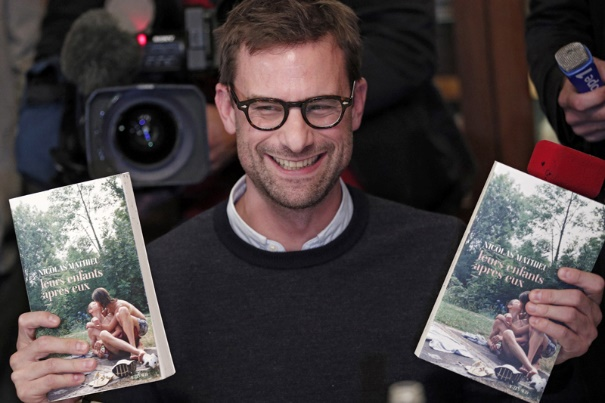 NICOLAS MATHIEU
leurs enfants
après eux
NICOLAS MATHIEU
leurs enfants
après eux